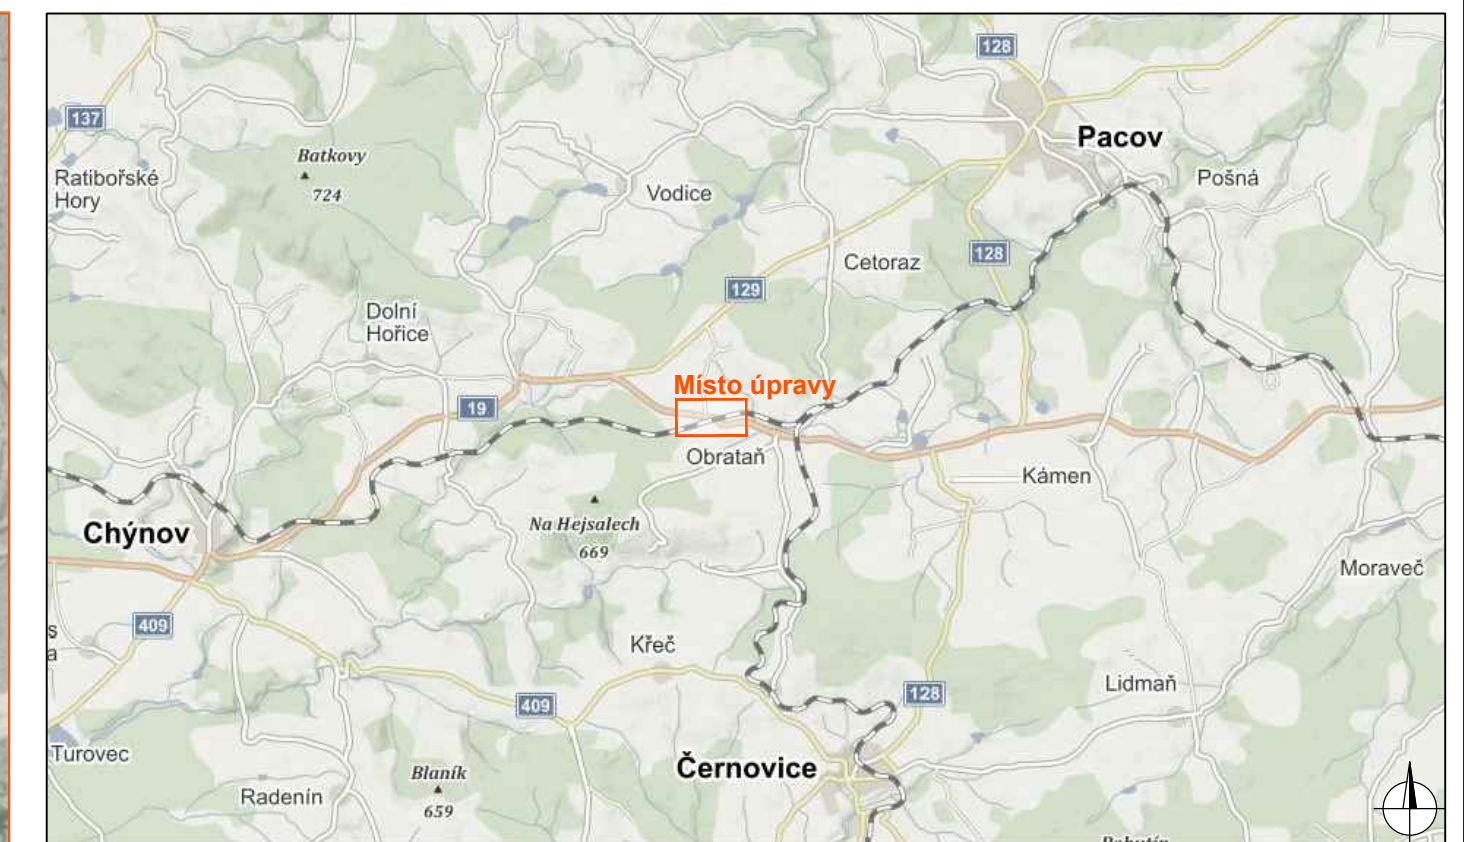 128
137
Pacov
Batkovy
724
Ratibořské
Hory
Pošná
Vodice
128
Cetoraz
129
Dolní
Hořice
Místo úpravy
19
Obrataň
Kámen
Na Hejsalech
669
Chýnov
Moraveč
409
s
a
Křeč
Lidmaň
128
409
Turovec
Černovice
Blaník
659
Radenín